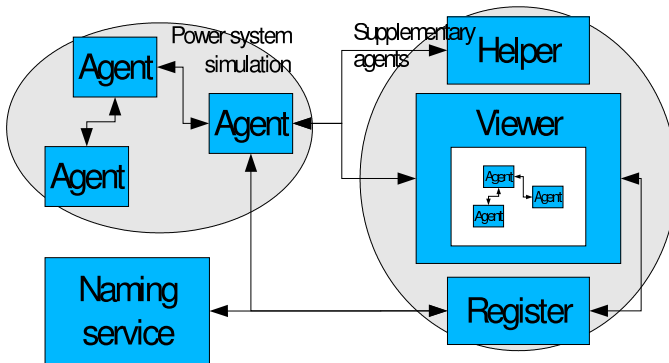 Power system
simulation
Agent
Agent
Agent
Supplementary
agents
Helper
Viewer
Agent
Agent
Agent
Naming
service
Register